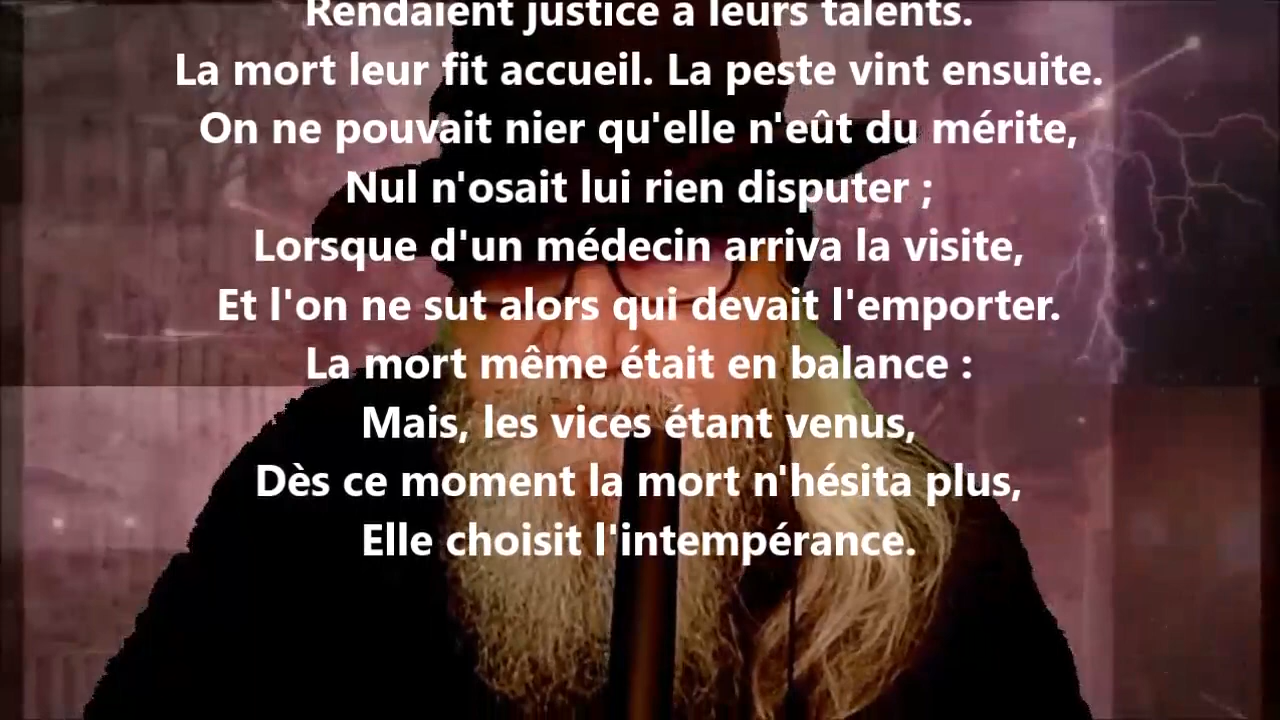 Rendaient justice à leurs talents.
La mort leur fit accueil. La peste vint ensuite.
On ne pouvait nier qu'elle n'eût du mérite,
Nul n'osait lui rien disputer ;
Lorsque d'un médecin arriva la visite,
Et l'on ne sut alors qui devait l'emporter.
La mort même était en balance :
Mais, les vices étant venus,
Dès ce moment la mort n'hésita plus,
Elle choisit l'intempérance.